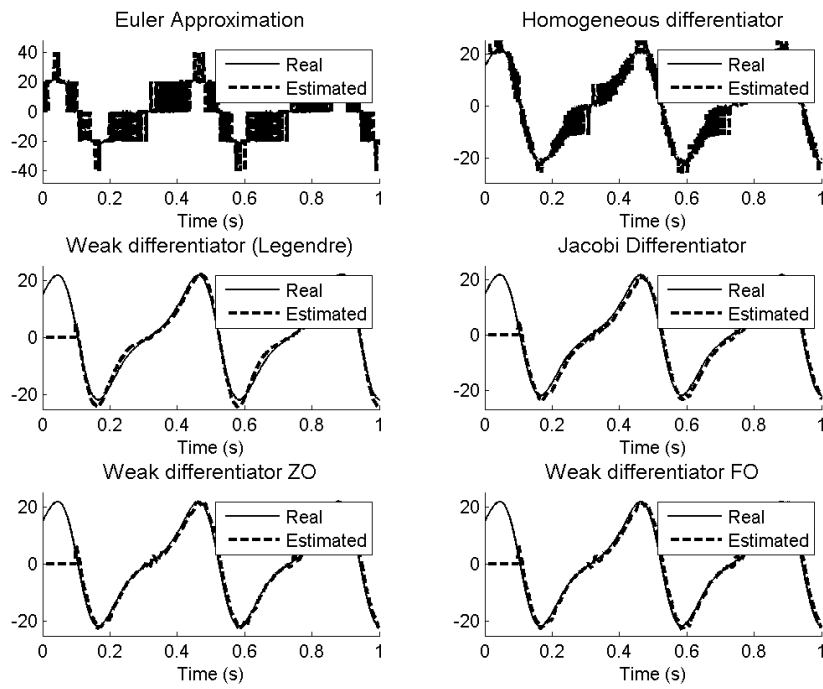 Euler Approximation
40
20
0
-20
-40
Real
Estimated
0 0.2 0.4 0.6 0.8 1
Time (s)
Homogeneous differentiator
20
0
-20
Real
Estimated
0 0.2 0.4 0.6 0.8 1
Time (s)
Weak differentiator (Legendre)
20
0
-20
Real
Estimated
0 0.2 0.4 0.6 0.8 1
Time (s)
Jacobi Differentiator
20
0
-20
Real
Estimated
0 0.2 0.4 0.6 0.8 1
Time (s)
Weak differentiator ZO
20
0
-20
Real
Estimated
0 0.2 0.4 0.6 0.8 1
Time (s)
Weak differentiator FO
20
0
-20
Real
Estimated
0 0.2 0.4 0.6 0.8 1
Time (s)